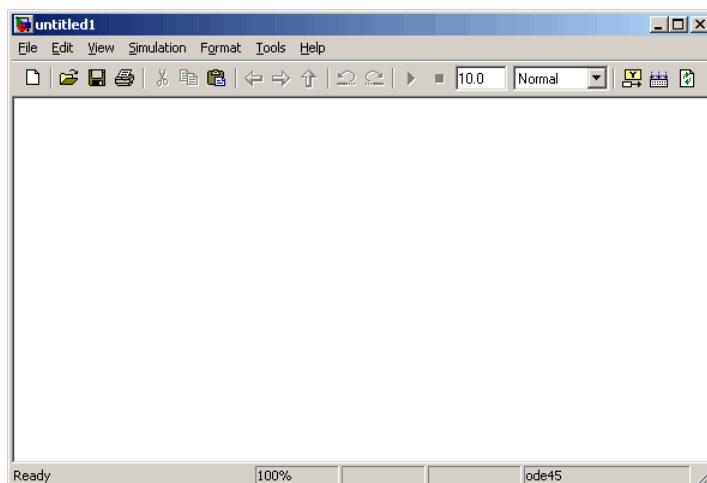 untitled1
File Edit View Simulation Format Tools Help
10.0 Normal
Ready 100% ode45